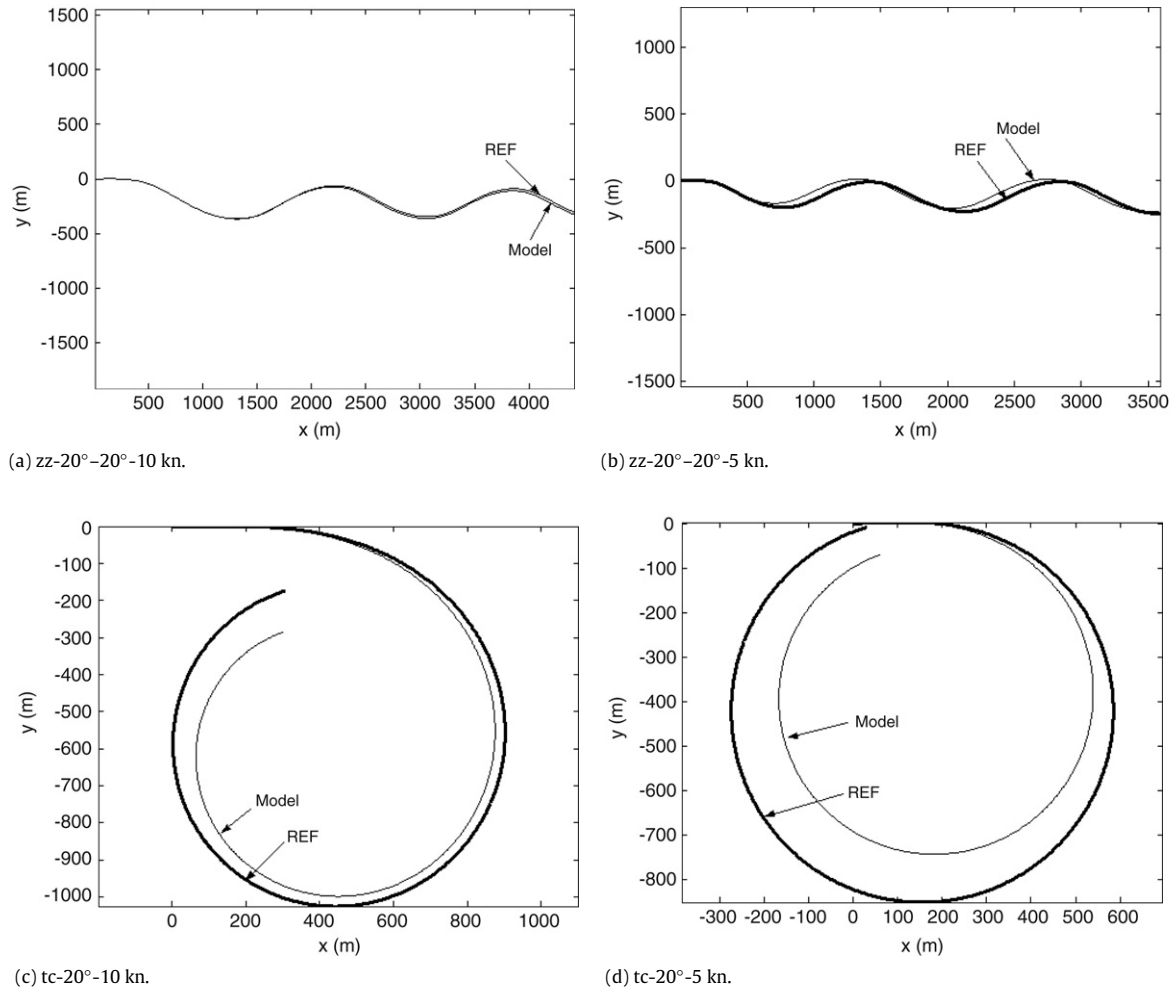 1500
1000
500
0
-500
-1000
-1500
y (m)
500 1000 1500 2000 2500 3000 3500 4000
x (m)
REF
Model
(a) zz-20°–20°-10 kn.
1000
500
0
-500
-1000
-1500
y (m)
500 1000 1500 2000 2500 3000 3500
x (m)
Model
REF
(b) zz-20°–20°-5 kn.
0
-100
-200
-300
-400
-500
-600
-700
-800
-900
-1000
y (m)
0 200 400 600 800 1000
x (m)
Model
REF
(c) tc-20°-10 kn.
0
-100
-200
-300
-400
-500
-600
-700
-800
y (m)
-300 -200 -100 0 100 200 300 400 500 600
x (m)
Model
REF
(d) tc-20°-5 kn.